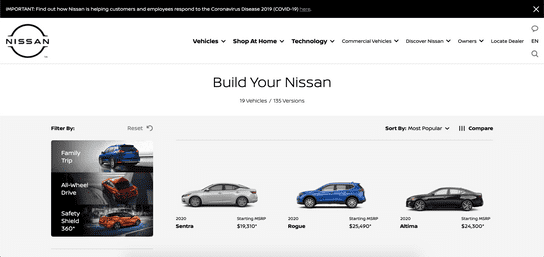 IMPORTANT: Find out how Nissan is helping customers and employees respond to the Coronavirus Disease 2019 (COVID-19) here.
NISSAN
Vehicles Shop At Home Technology Commercial Vehicles Discover Nissan Owners Locate Dealer EN
Build Your Nissan
19 Vehicles / 135 Versions
Filter By: Reset
Sort By: Most Popular Compare
Family
Trip
All-Wheel
Drive
Safety
Shield
360°
2020 Starting MSRP
Sentra $19,310*
2020 Starting MSRP
Rogue $25,490*
2020 Starting MSRP
Altima $24,300*